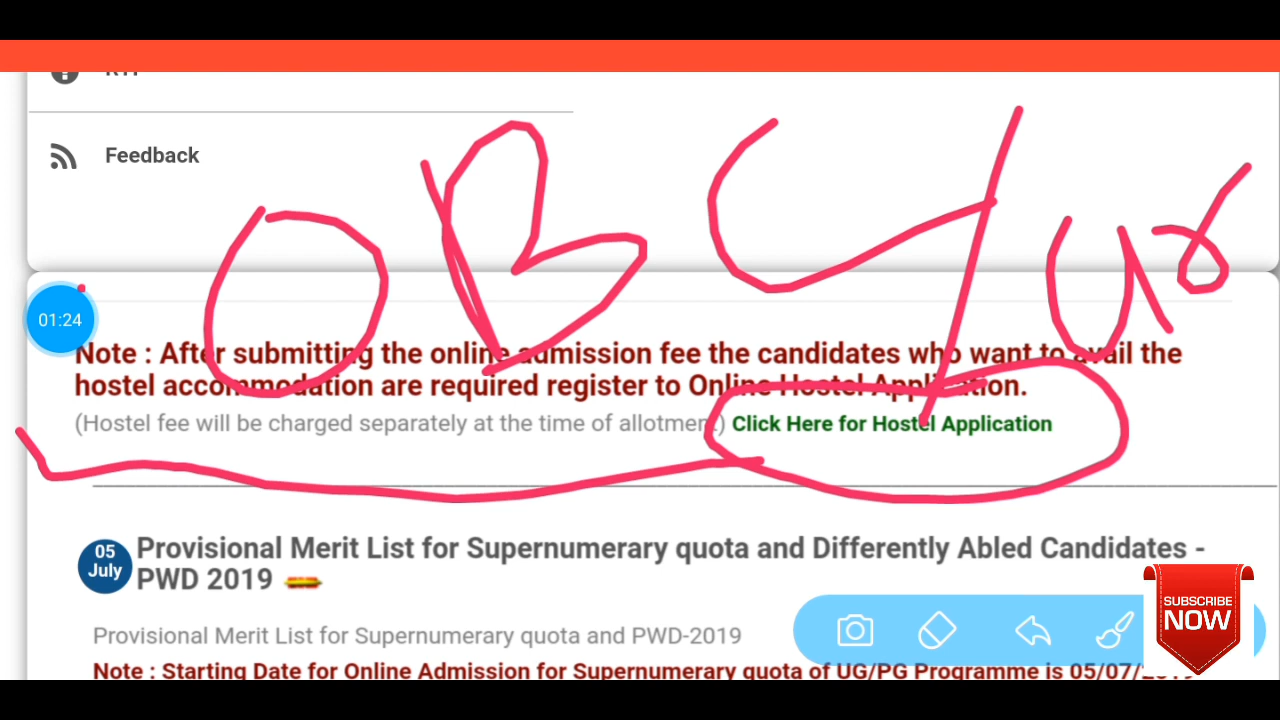 Feedback
OBC
01:24
Note : After submitting the online admission fee the candidates who want to avail the
hostel accommodation are required register to Online Hostel Application.
(Hostel fee will be charged separately at the time of allotment) Click Here for Hostel Application
05
July
Provisional Merit List for Supernumerary quota and Differently Abled Candidates -
PWD 2019
Provisional Merit List for Supernumerary quota and PWD-2019
SUBSCRIBE
NOW
Note : Starting Date for Online Admission for Supernumerary quota of UG/PG Programme is 05/07/2019